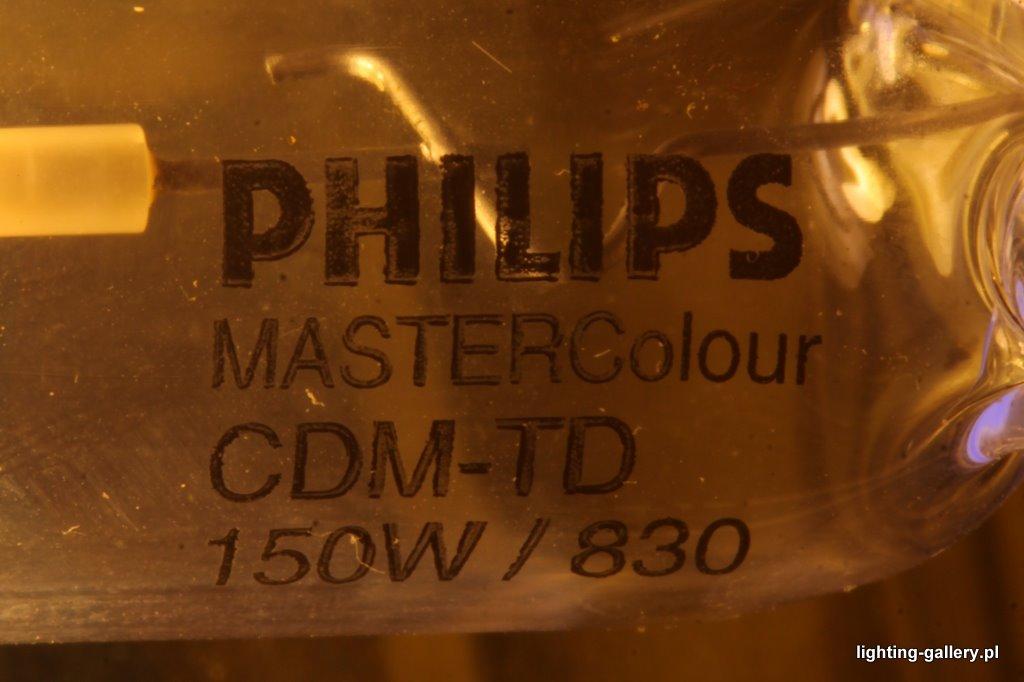 PHILIPS
MASTERColour
CDM-TD
150W / 830
lighting-gallery.pl